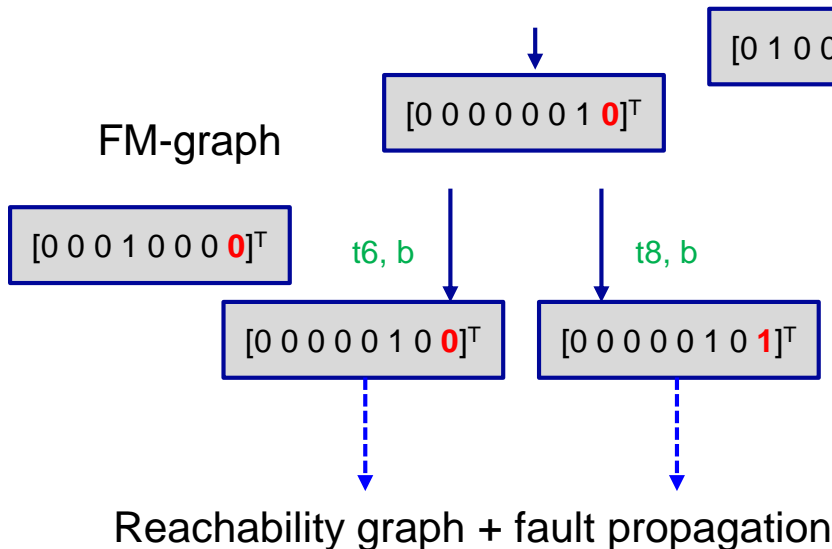 [0 1 0 0
[0 0 0 0 0 0 1 0]ᵀ
FM-graph
[0 0 0 1 0 0 0 0]ᵀ
t6, b
t8, b
[0 0 0 0 0 1 0 0]ᵀ
[0 0 0 0 0 1 0 1]ᵀ
Reachability graph + fault propagation